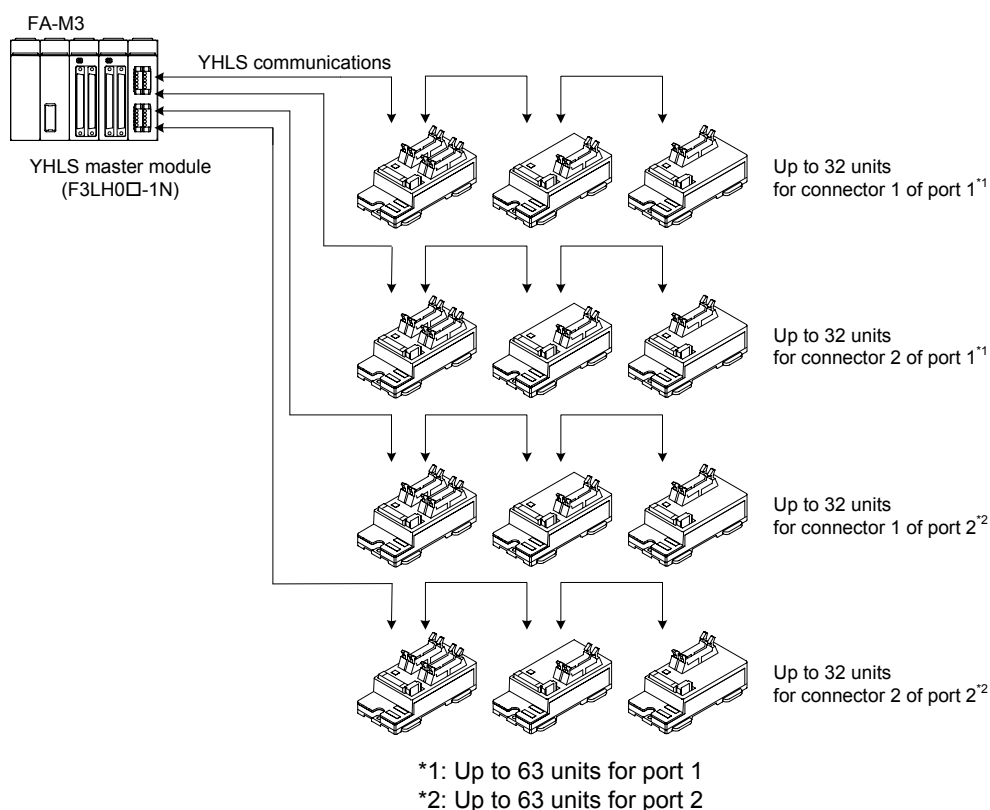 FA-M3
YHLS communications
YHLS master module
(F3LH0□-1N)
Up to 32 units
for connector 1 of port 1*1
Up to 32 units
for connector 2 of port 1*1
Up to 32 units
for connector 1 of port 2*2
Up to 32 units
for connector 2 of port 2*2
*1: Up to 63 units for port 1
*2: Up to 63 units for port 2